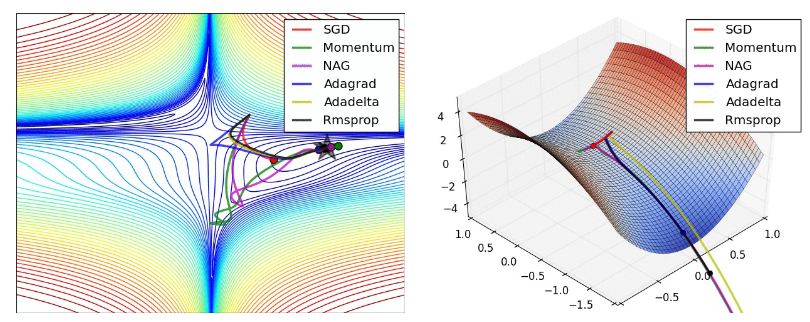 SGD
Momentum
NAG
Adagrad
Adadelta
Rmsprop
SGD
Momentum
NAG
Adagrad
Adadelta
Rmsprop
4
2
0
−2
−4
1.0
0.5
0.0
−0.5
−1.0
−1.5
−0.5
0.0
0.5
1.0